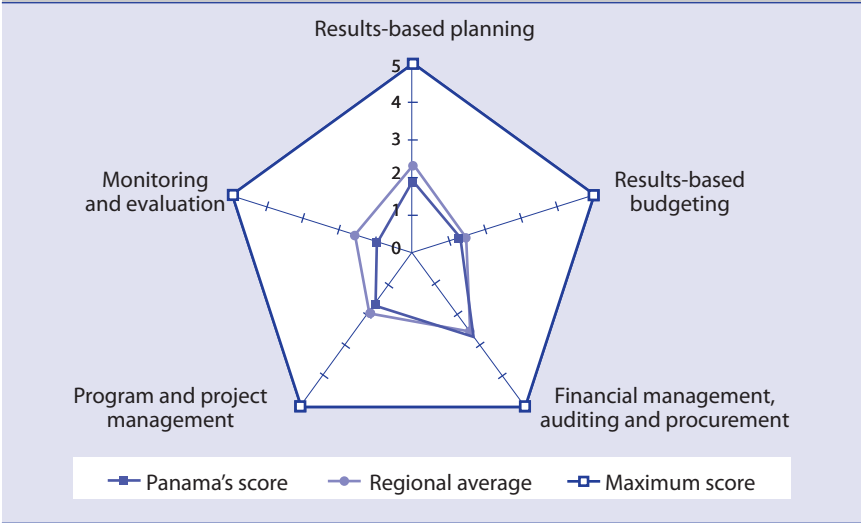 Results-based planning
5
4
3
2
1
0
Monitoring
and evaluation
Results-based
budgeting
Program and project
management
Financial management,
auditing and procurement
Panama's score
Regional average
Maximum score